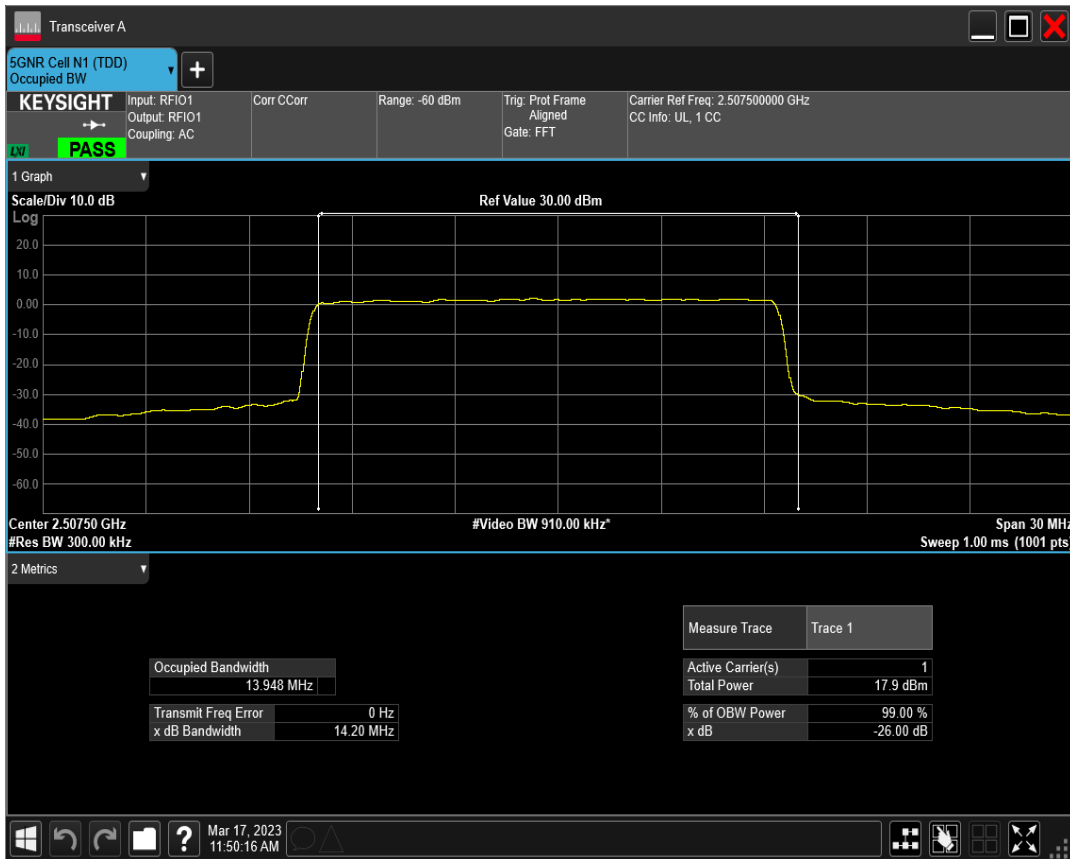 Transceiver A
5GNR Cell N1 (TDD)
Occupied BW
+
KEYSIGHT
LXI
PASS
Input: RFIO1
Output: RFIO1
Coupling: AC
Corr CCorr
Range: -60 dBm
Trig: Prot Frame
Aligned
Gate: FFT
Carrier Ref Freq: 2.507500000 GHz
CC Info: UL, 1 CC
1 Graph
Scale/Div 10.0 dB
Ref Value 30.00 dBm
Log
20.0
10.0
0.00
-10.0
-20.0
-30.0
-40.0
-50.0
-60.0
Center 2.50750 GHz
#Video BW 910.00 kHz*
Span 30 MHz
#Res BW 300.00 kHz
Sweep 1.00 ms (1001 pts)
2 Metrics
Measure Trace Trace 1
Occupied Bandwidth
13.948 MHz
Active Carrier(s) 1
Total Power 17.9 dBm
Transmit Freq Error 0 Hz
x dB Bandwidth 14.20 MHz
% of OBW Power 99.00 %
x dB -26.00 dB
?
Mar 17, 2023
11:50:16 AM